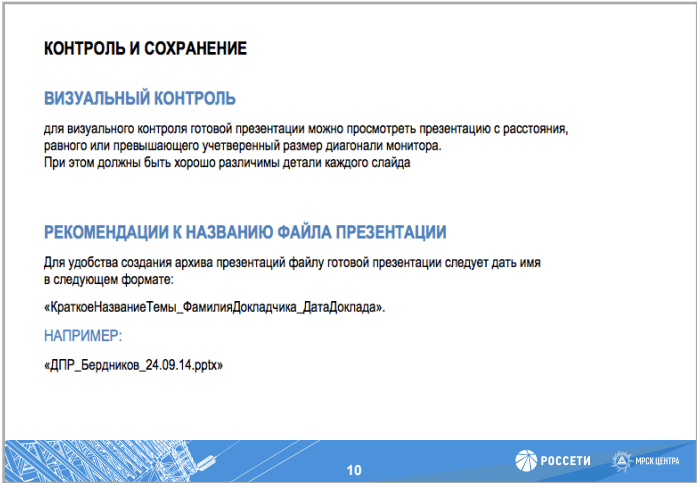 КОНТРОЛЬ И СОХРАНЕНИЕ
ВИЗУАЛЬНЫЙ КОНТРОЛЬ
для визуального контроля готовой презентации можно просмотреть презентацию с расстояния,
равного или превышающего учетверенный размер диагонали монитора.
При этом должны быть хорошо различимы детали каждого слайда
РЕКОМЕНДАЦИИ К НАЗВАНИЮ ФАЙЛА ПРЕЗЕНТАЦИИ
Для удобства создания архива презентаций файлу готовой презентации следует дать имя
в следующем формате:
«КраткоеНазваниеТемы_ФамилияДокладчика_ДатаДоклада».
НАПРИМЕР:
«ДПР_Бердников_24.09.14.pptx»
10
РОССЕТИ
МРСК ЦЕНТРА